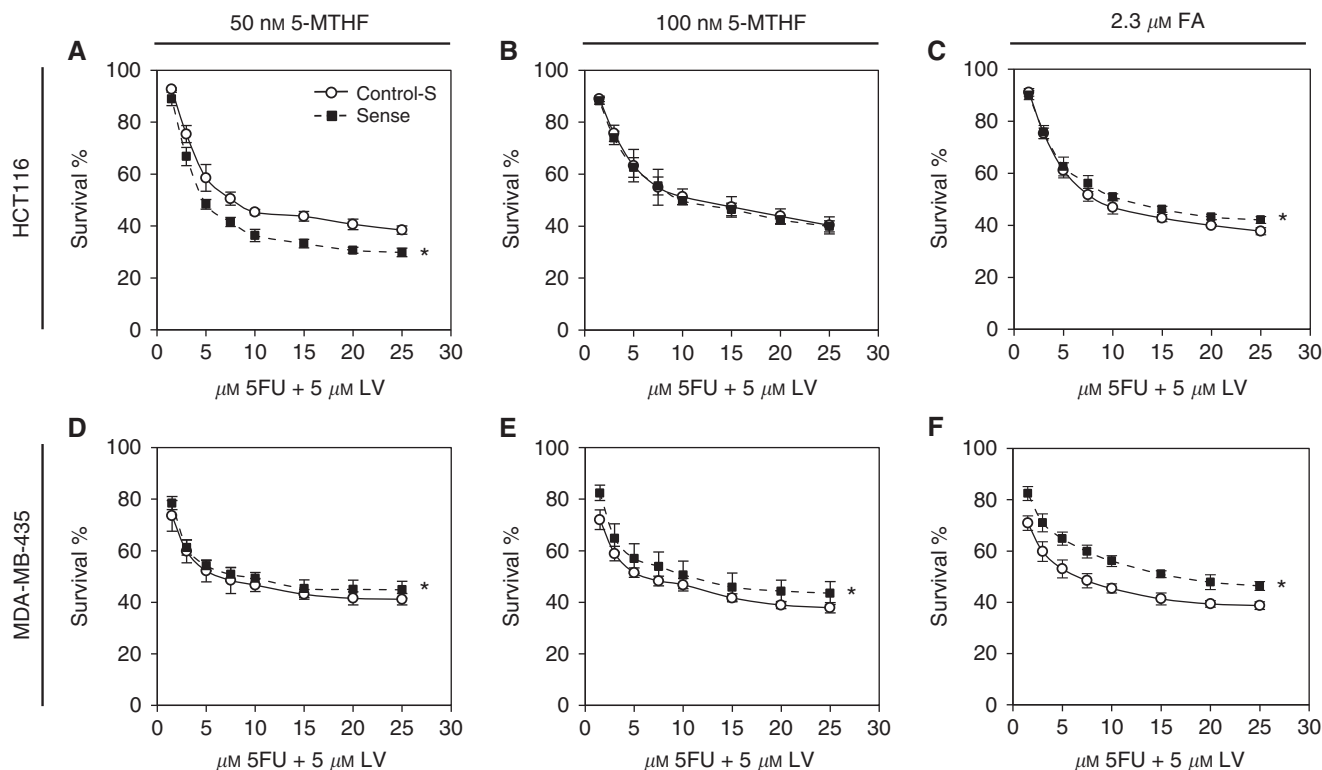 50 nM 5-MTHF
100 nM 5-MTHF
2.3 μM FA
HCT116
A
100
80
60
40
20
0
Survival %
Control-S
Sense
*
0 5 10 15 20 25 30
μM 5FU + 5 μM LV
B
100
80
60
40
20
0
Survival %
0 5 10 15 20 25 30
μM 5FU + 5 μM LV
C
100
80
60
40
20
0
Survival %
*
0 5 10 15 20 25 30
μM 5FU + 5 μM LV
MDA-MB-435
D
100
80
60
40
20
0
Survival %
*
0 5 10 15 20 25 30
μM 5FU + 5 μM LV
E
100
80
60
40
20
0
Survival %
*
0 5 10 15 20 25 30
μM 5FU + 5 μM LV
F
100
80
60
40
20
0
Survival %
*
0 5 10 15 20 25 30
μM 5FU + 5 μM LV